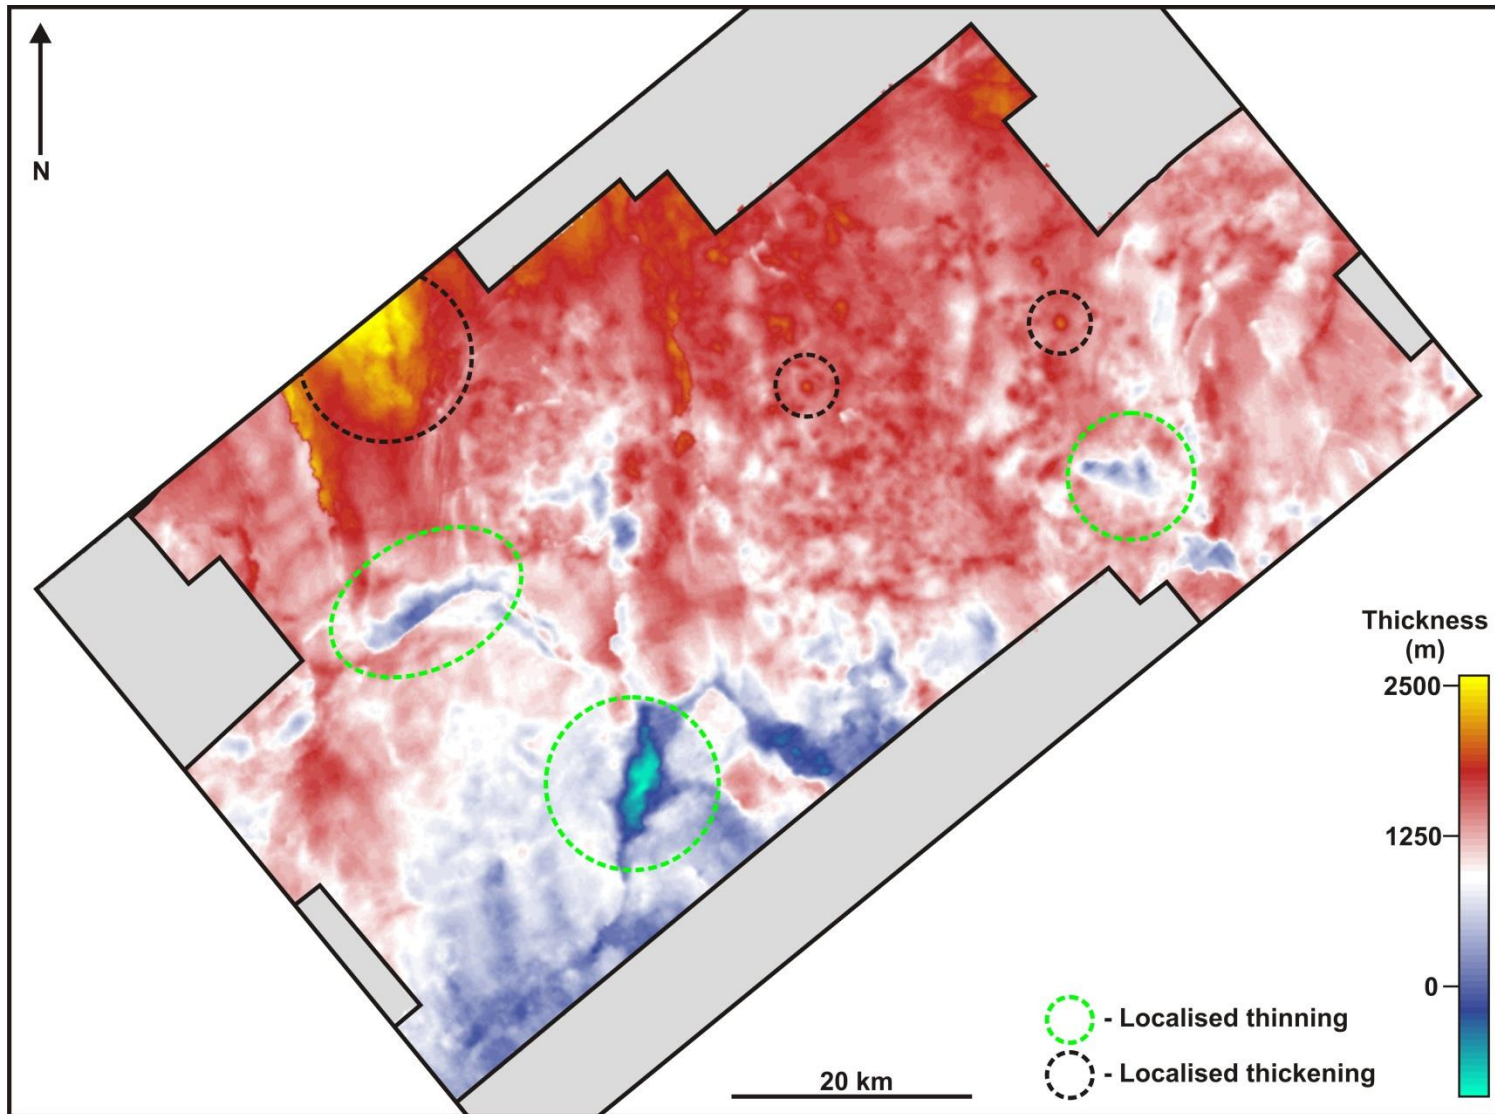 N
Thickness
(m)
2500
1250
0
- Localised thinning
- Localised thickening
20 km